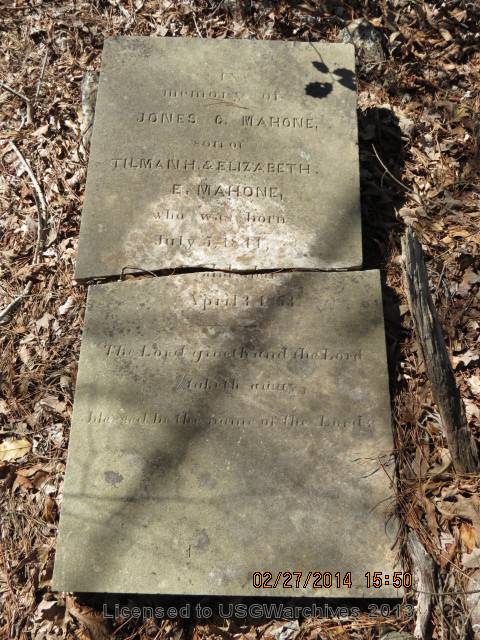 In
memory of
JONES C. MAHONE,
son of
TILMAN H. & ELIZABETH
E. MAHONE,
who was born
July 5, 1841,
April
The Lord giveth and the Lord
taketh away,
blessed be the name of the Lord.
02/27/2014 15:50
Licensed to USGWarchives 2013